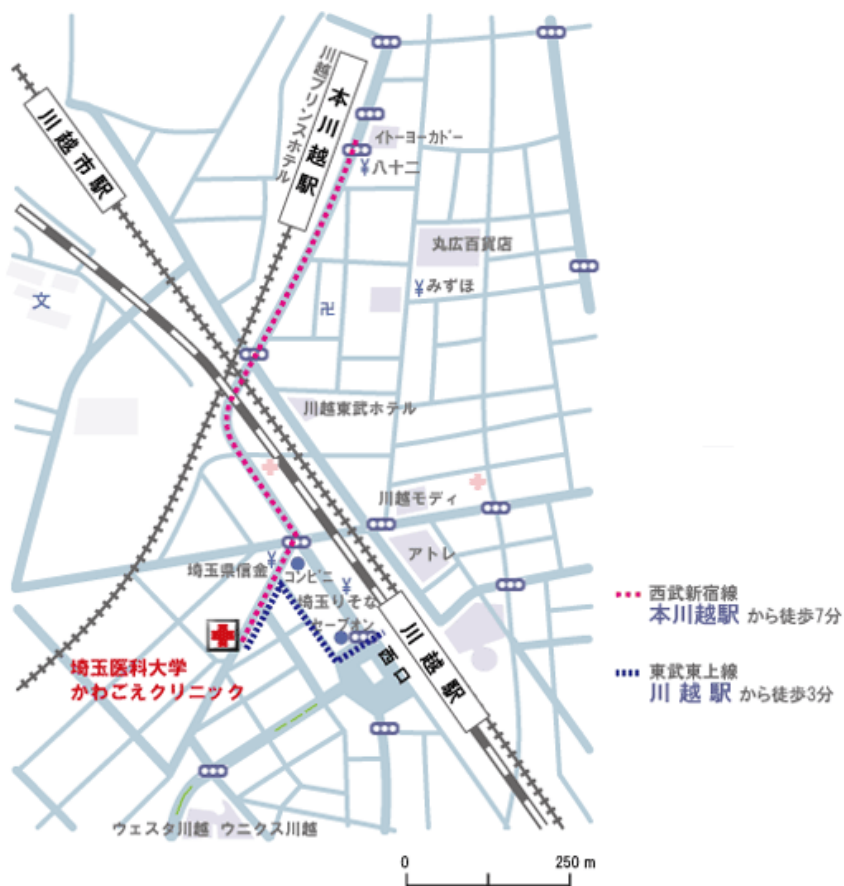 川越市駅
川越プリンスホテル
本川越駅
イトーヨーカドー
¥八十二
丸広百貨店
¥みずほ
文
卍
川越東武ホテル
川越モディ
アトレ
埼玉県信金
¥
コンビニ
¥
埼玉りそな
セーブオン
川越駅
西口
埼玉医科大学
かわごえクリニック
ウェスタ川越 ウニクス川越
西武新宿線
本川越駅 から徒歩7分
東武東上線
川越駅 から徒歩3分
0 250 m